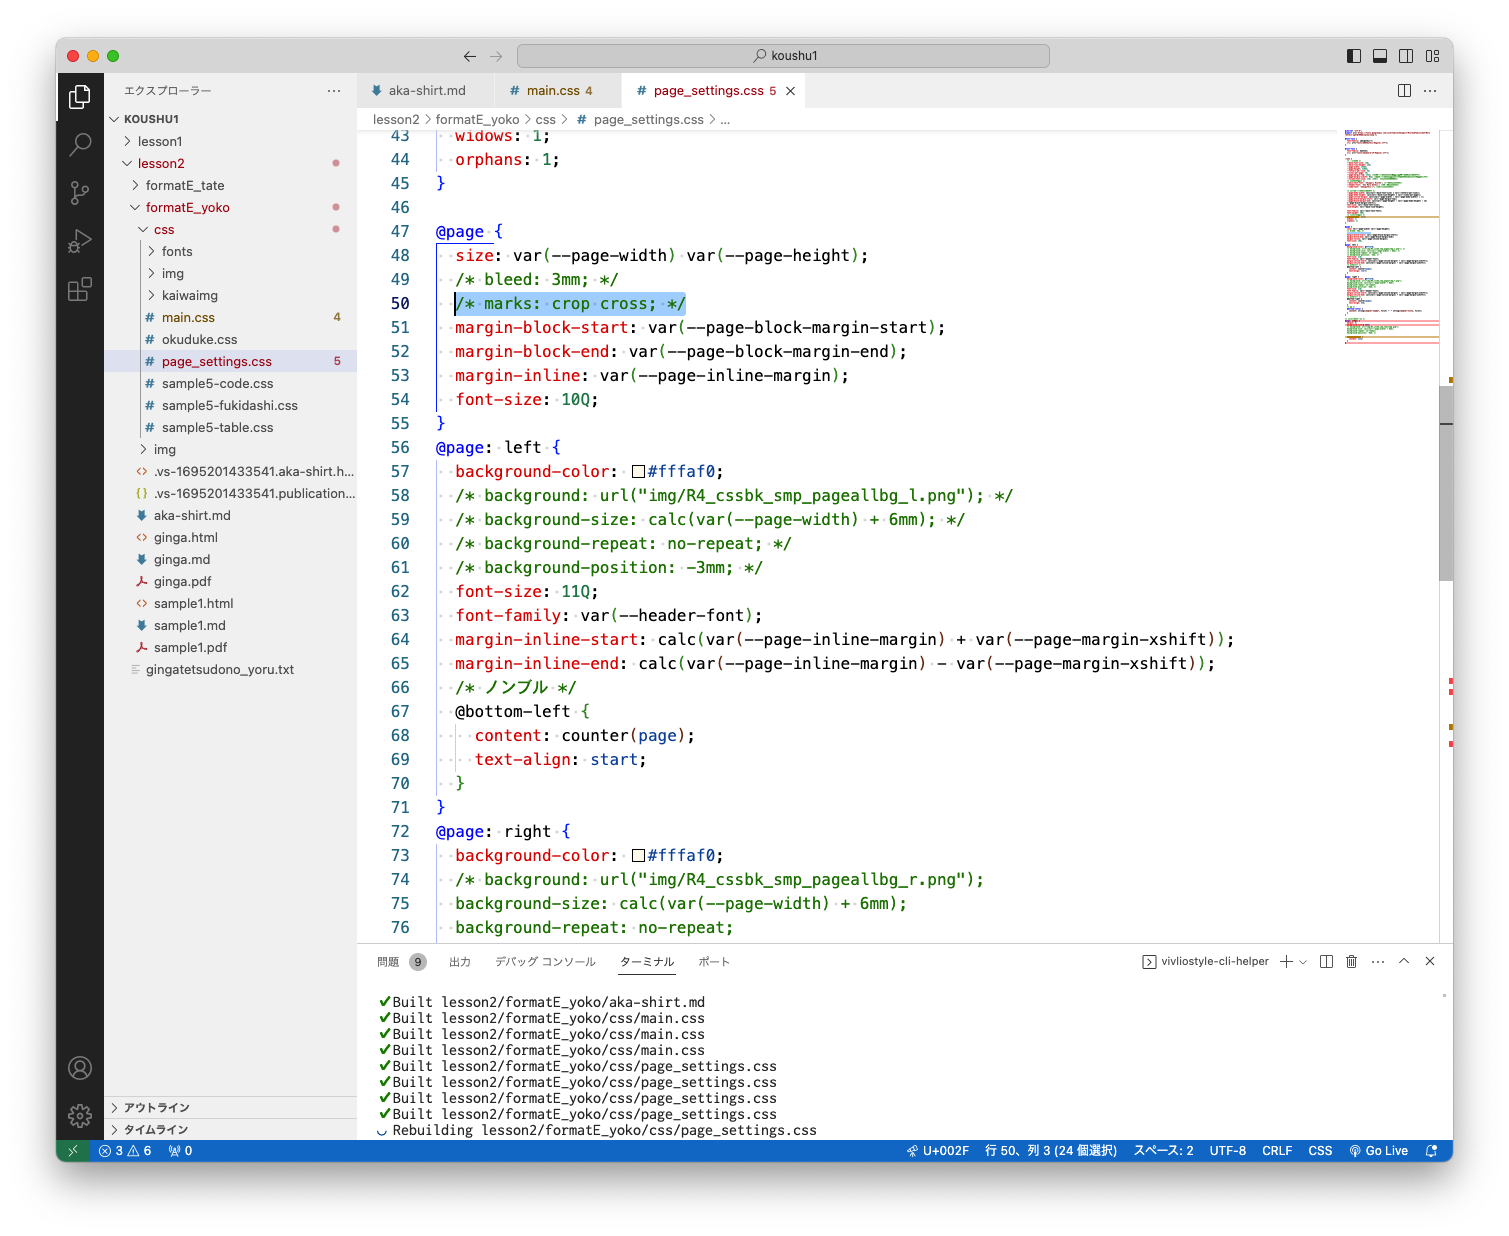 koushu1
エクスプローラー
KOUSHU1
lesson1
lesson2
formatE_tate
formatE_yoko
css
fonts
img
kaiwaimg
main.css 4
okuduke.css
page_settings.css 5
sample5-code.css
sample5-fukidashi.css
sample5-table.css
img
.vs-1695201433541.aka-shirt.h...
.vs-1695201433541.publication...
aka-shirt.md
ginga.html
ginga.md
ginga.pdf
sample1.html
sample1.md
sample1.pdf
gingatetsudono_yoru.txt
アウトライン
タイムライン
aka-shirt.md
# main.css 4
# page_settings.css 5
lesson2 > formatE_yoko > css > # page_settings.css > ...
43 widows: 1;
44 orphans: 1;
45 }
46
47 @page {
48 size: var(--page-width) var(--page-height);
49 /* bleed: 3mm; */
50 /* marks: crop cross; */
51 margin-block-start: var(--page-block-margin-start);
52 margin-block-end: var(--page-block-margin-end);
53 margin-inline: var(--page-inline-margin);
54 font-size: 10Q;
55 }
56 @page: left {
57 background-color: #fffaf0;
58 /* background: url("img/R4_cssbk_smp_pageallbg_l.png"); */
59 /* background-size: calc(var(--page-width) + 6mm); */
60 /* background-repeat: no-repeat; */
61 /* background-position: -3mm; */
62 font-size: 11Q;
63 font-family: var(--header-font);
64 margin-inline-start: calc(var(--page-inline-margin) + var(--page-margin-xshift));
65 margin-inline-end: calc(var(--page-inline-margin) - var(--page-margin-xshift));
66 /* ノンブル */
67 @bottom-left {
68 content: counter(page);
69 text-align: start;
70 }
71 }
72 @page: right {
73 background-color: #fffaf0;
74 /* background: url("img/R4_cssbk_smp_pageallbg_r.png");
75 background-size: calc(var(--page-width) + 6mm);
76 background-repeat: no-repeat;
問題 9 出力 デバッグ コンソール ターミナル ポート
vivliostyle-cli-helper
✔Built lesson2/formatE_yoko/aka-shirt.md
✔Built lesson2/formatE_yoko/css/main.css
✔Built lesson2/formatE_yoko/css/main.css
✔Built lesson2/formatE_yoko/css/main.css
✔Built lesson2/formatE_yoko/css/page_settings.css
✔Built lesson2/formatE_yoko/css/page_settings.css
✔Built lesson2/formatE_yoko/css/page_settings.css
✔Built lesson2/formatE_yoko/css/page_settings.css
Rebuilding lesson2/formatE_yoko/css/page_settings.css
3 6 0 U+002F 行 50、列 3 (24 個選択) スペース: 2 UTF-8 CRLF CSS Go Live